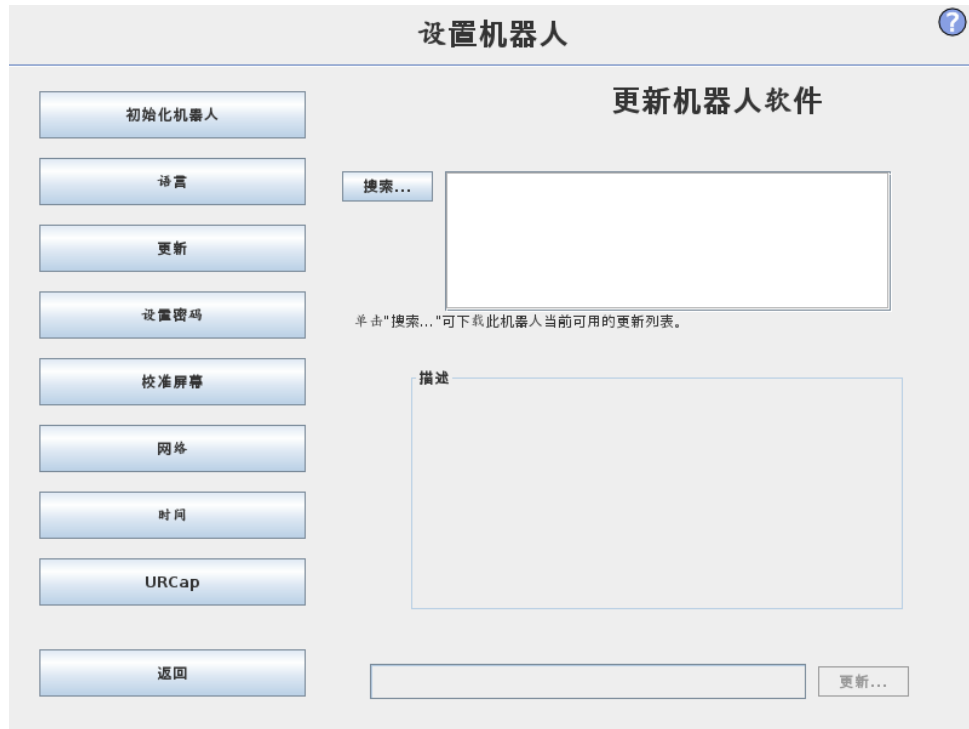 设置机器人
?
更新机器人软件
初始化机器人
语言
更新
设置密码
校准屏幕
网络
时间
URCap
返回
搜索...
单击"搜索..."可下载此机器人当前可用的更新列表。
描述
更新...